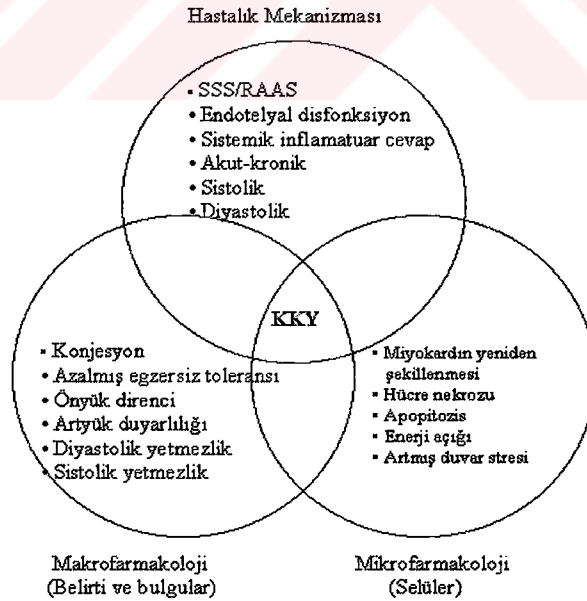 Hastalık Mekanizması
• SSS/RAAS
• Endotelyal disfonksiyon
• Sistemik inflamatuar cevap
• Akut-kronik
• Sistolik
• Diyastolik
KKY
• Konjesyon
• Azalmış egzersiz toleransı
• Önyük direnci
• Artyük duyarlılığı
• Diyastolik yetmezlik
• Sistolik yetmezlik
• Miyokardın yeniden
şekillenmesi
• Hücre nekrozu
• Apopitozis
• Enerji açığı
• Artmış duvar stresi
Makrofarmakoloji
(Belirti ve bulgular)
Mikrofarmakoloji
(Selüler)